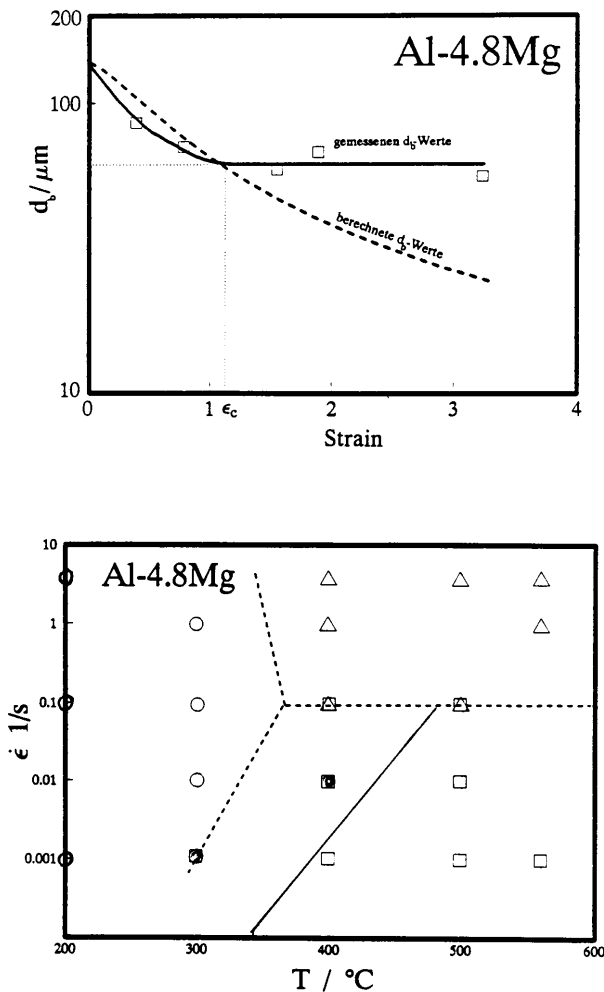 200
Al-4.8Mg
100
gemessenen d_b-Werte
d_b/μm
berechnete d_b-Werte
10
0 1 ϵ_c 2 3 4
Strain
10
Al-4.8Mg
1
0.10
ϵ̇ 1/s
0.01
0.001
200 300 400 500 600
T / °C